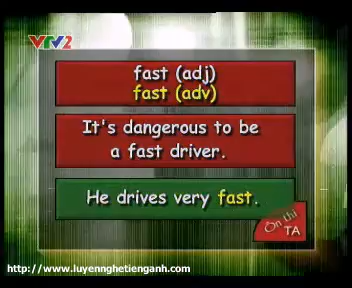 VTV2
fast (adj)
fast (adv)
It's dangerous to be
a fast driver.
He drives very fast.
Ôn thi
TA
http://www.luyennghetienganh.com